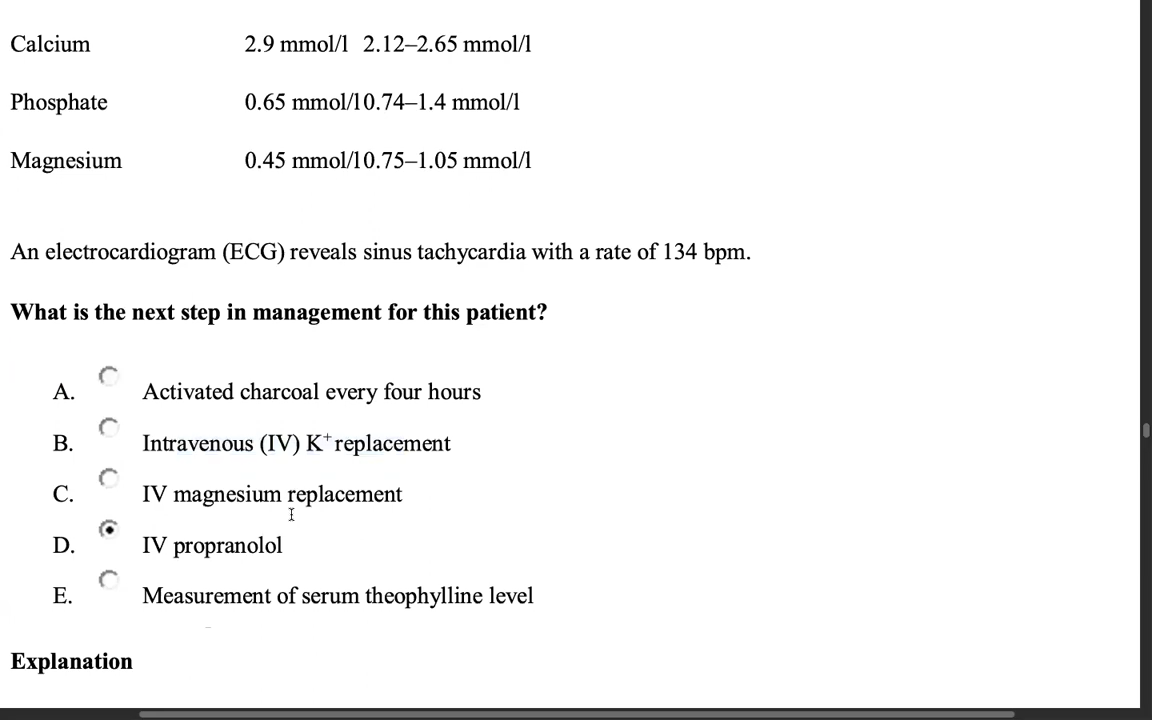 Calcium 2.9 mmol/l 2.12–2.65 mmol/l
Phosphate 0.65 mmol/l0.74–1.4 mmol/l
Magnesium 0.45 mmol/l0.75–1.05 mmol/l
An electrocardiogram (ECG) reveals sinus tachycardia with a rate of 134 bpm.
What is the next step in management for this patient?
A. Activated charcoal every four hours
B. Intravenous (IV) K⁺ replacement
C. IV magnesium replacement
D. IV propranolol
E. Measurement of serum theophylline level
Explanation